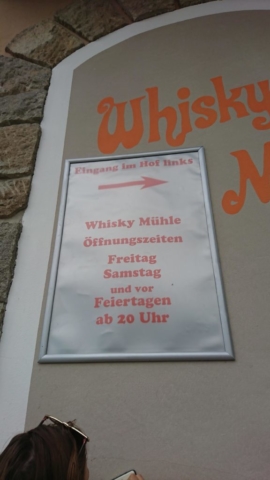 Whisky
Eingang im Hof links
Whisky Mühle
Öffnungszeiten
Freitag
Samstag
und vor
Feiertagen
ab 20 Uhr